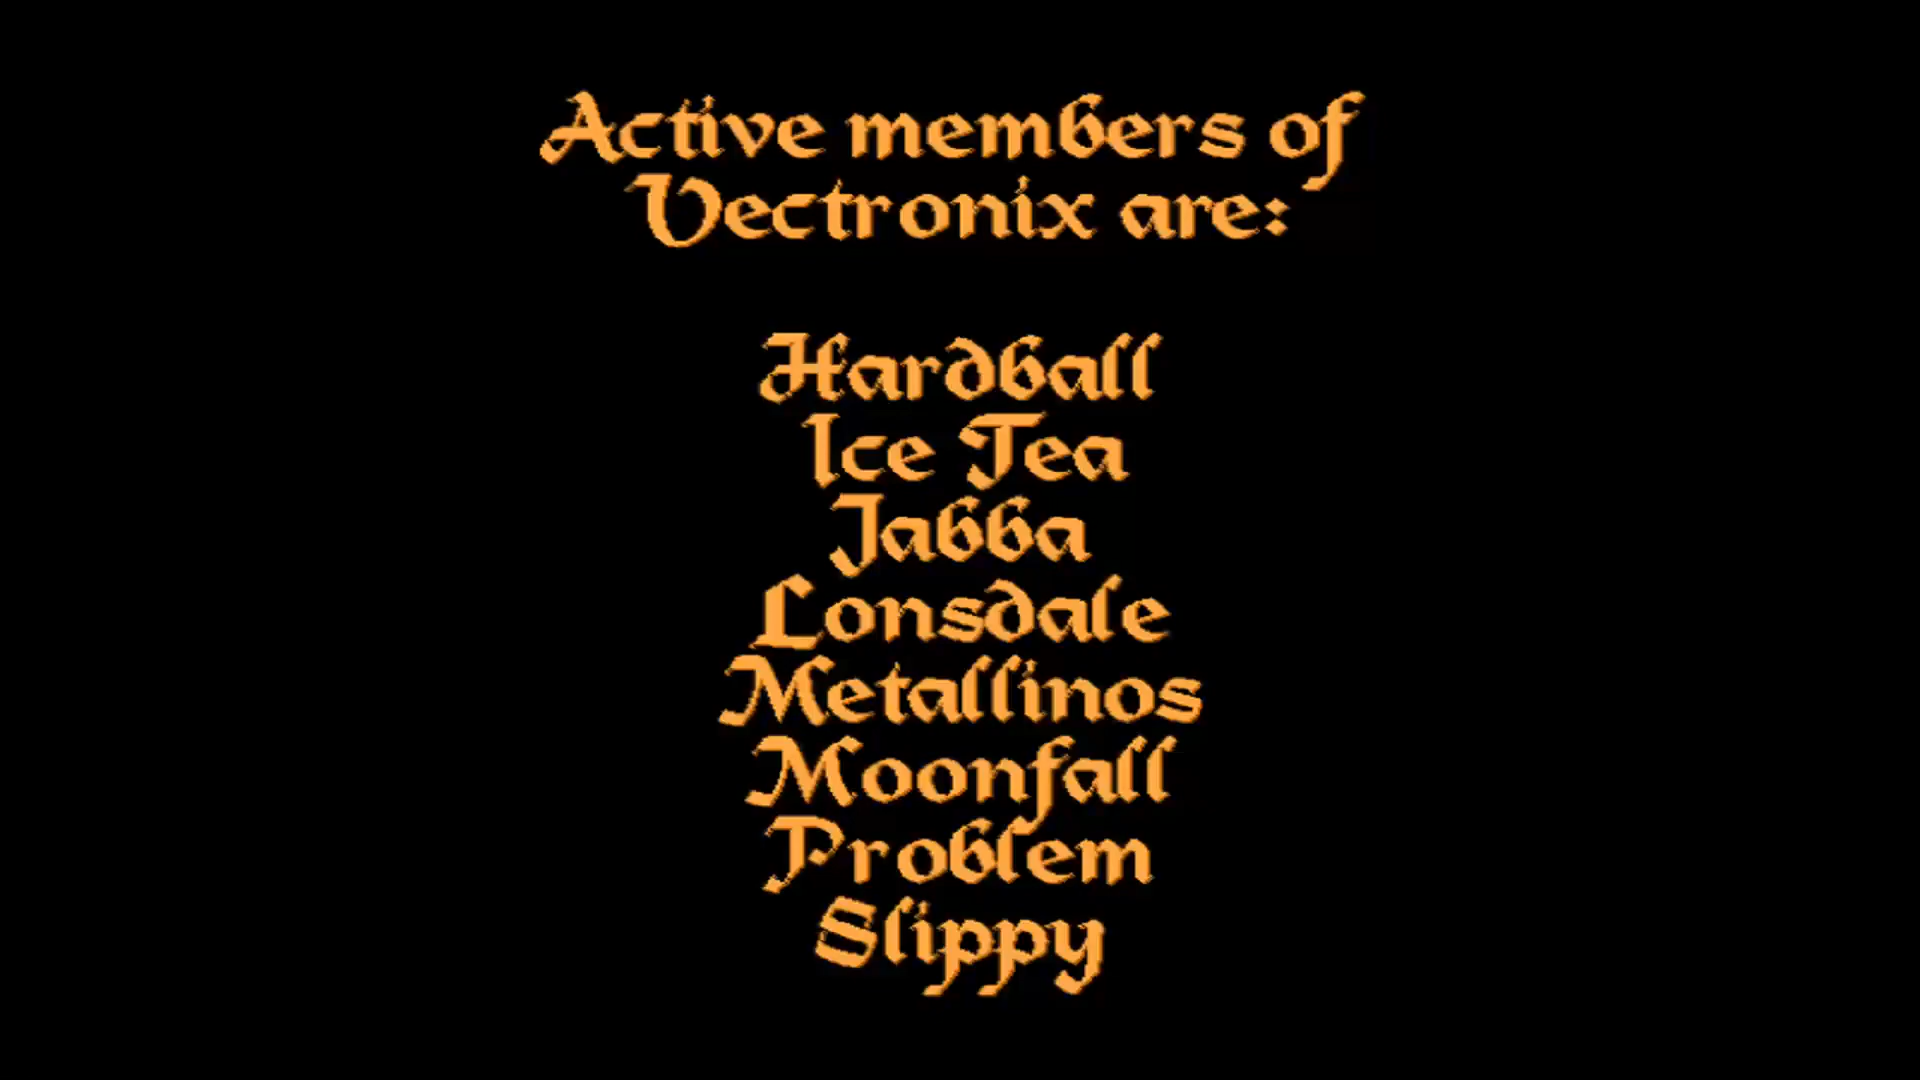 Active members of
Vectronix are:
Hardball
Ice Tea
Jabba
Lonsdale
Metallinos
Moonfall
Problem
Slippy